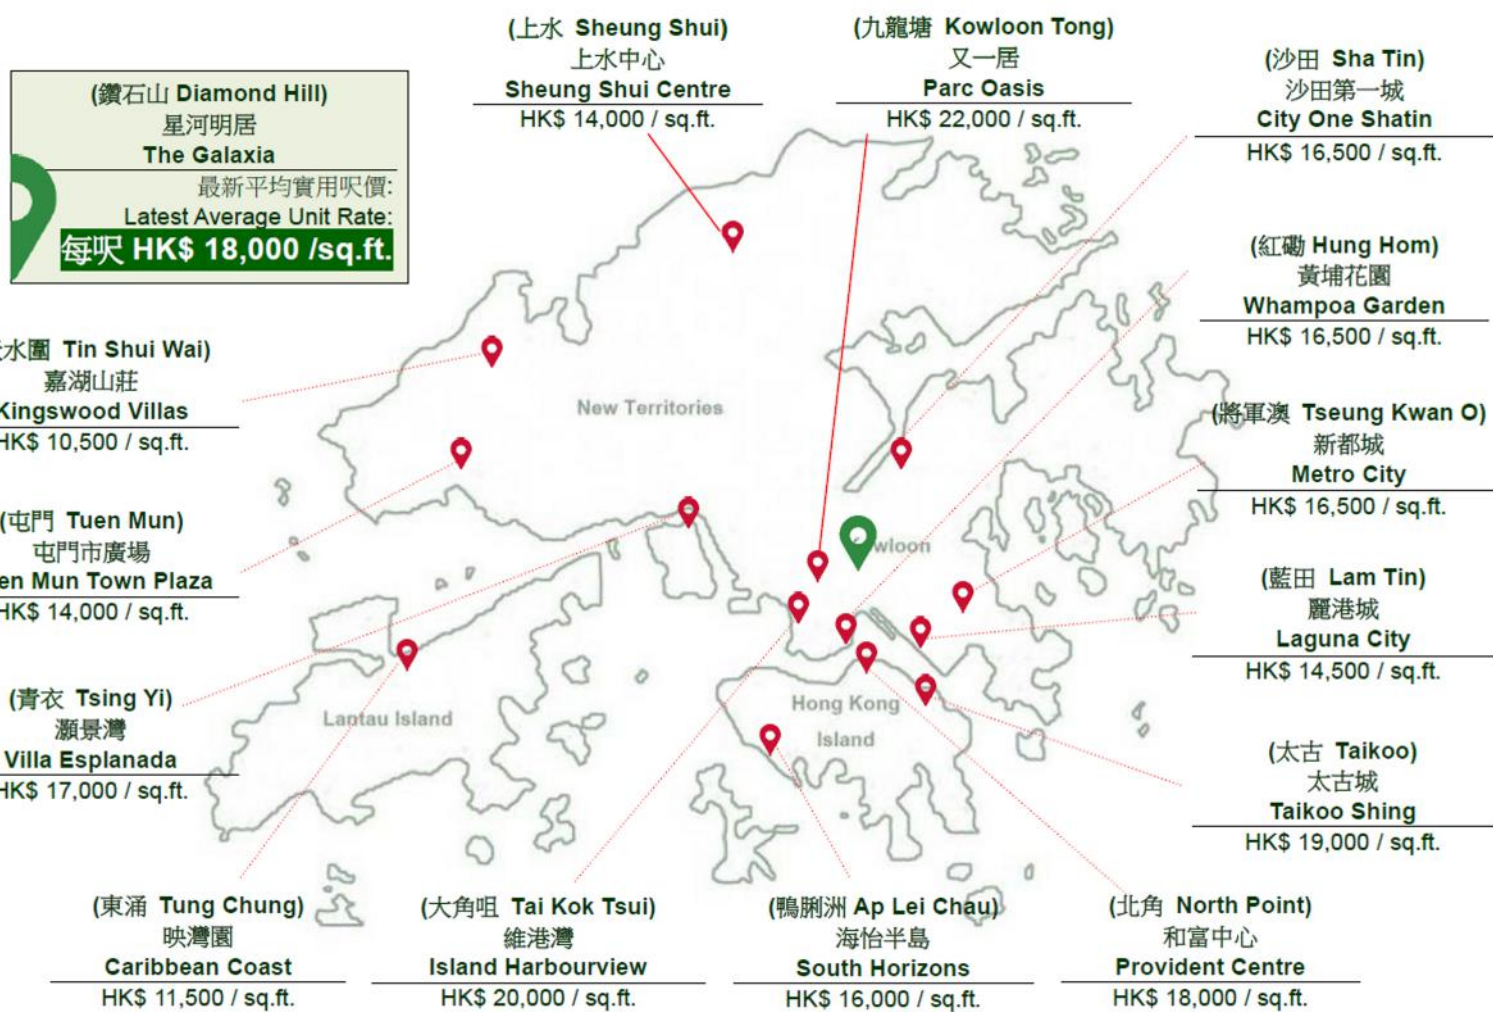 (上水 Sheung Shui)
上水中心
Sheung Shui Centre
HK$ 14,000 / sq.ft.
(九龍塘 Kowloon Tong)
又一居
Parc Oasis
HK$ 22,000 / sq.ft.
(沙田 Sha Tin)
沙田第一城
City One Shatin
HK$ 16,500 / sq.ft.
(鑽石山 Diamond Hill)
星河明居
The Galaxia
最新平均實用呎價:
Latest Average Unit Rate:
每呎 HK$ 18,000 /sq.ft.
(紅磡 Hung Hom)
黃埔花園
Whampoa Garden
HK$ 16,500 / sq.ft.
水圍 Tin Shui Wai)
嘉湖山莊
Kingswood Villas
HK$ 10,500 / sq.ft.
New Territories
(將軍澳 Tseung Kwan O)
新都城
Metro City
HK$ 16,500 / sq.ft.
(屯門 Tuen Mun)
屯門市廣場
en Mun Town Plaza
HK$ 14,000 / sq.ft.
wloon
(藍田 Lam Tin)
麗港城
Laguna City
HK$ 14,500 / sq.ft.
(青衣 Tsing Yi)
灝景灣
Villa Esplanada
HK$ 17,000 / sq.ft.
Lantau Island
Hong Kong
Island
(太古 Taikoo)
太古城
Taikoo Shing
HK$ 19,000 / sq.ft.
(東涌 Tung Chung)
映灣園
Caribbean Coast
HK$ 11,500 / sq.ft.
(大角咀 Tai Kok Tsui)
維港灣
Island Harbourview
HK$ 20,000 / sq.ft.
(鴨脷洲 Ap Lei Chau)
海怡半島
South Horizons
HK$ 16,000 / sq.ft.
(北角 North Point)
和富中心
Provident Centre
HK$ 18,000 / sq.ft.